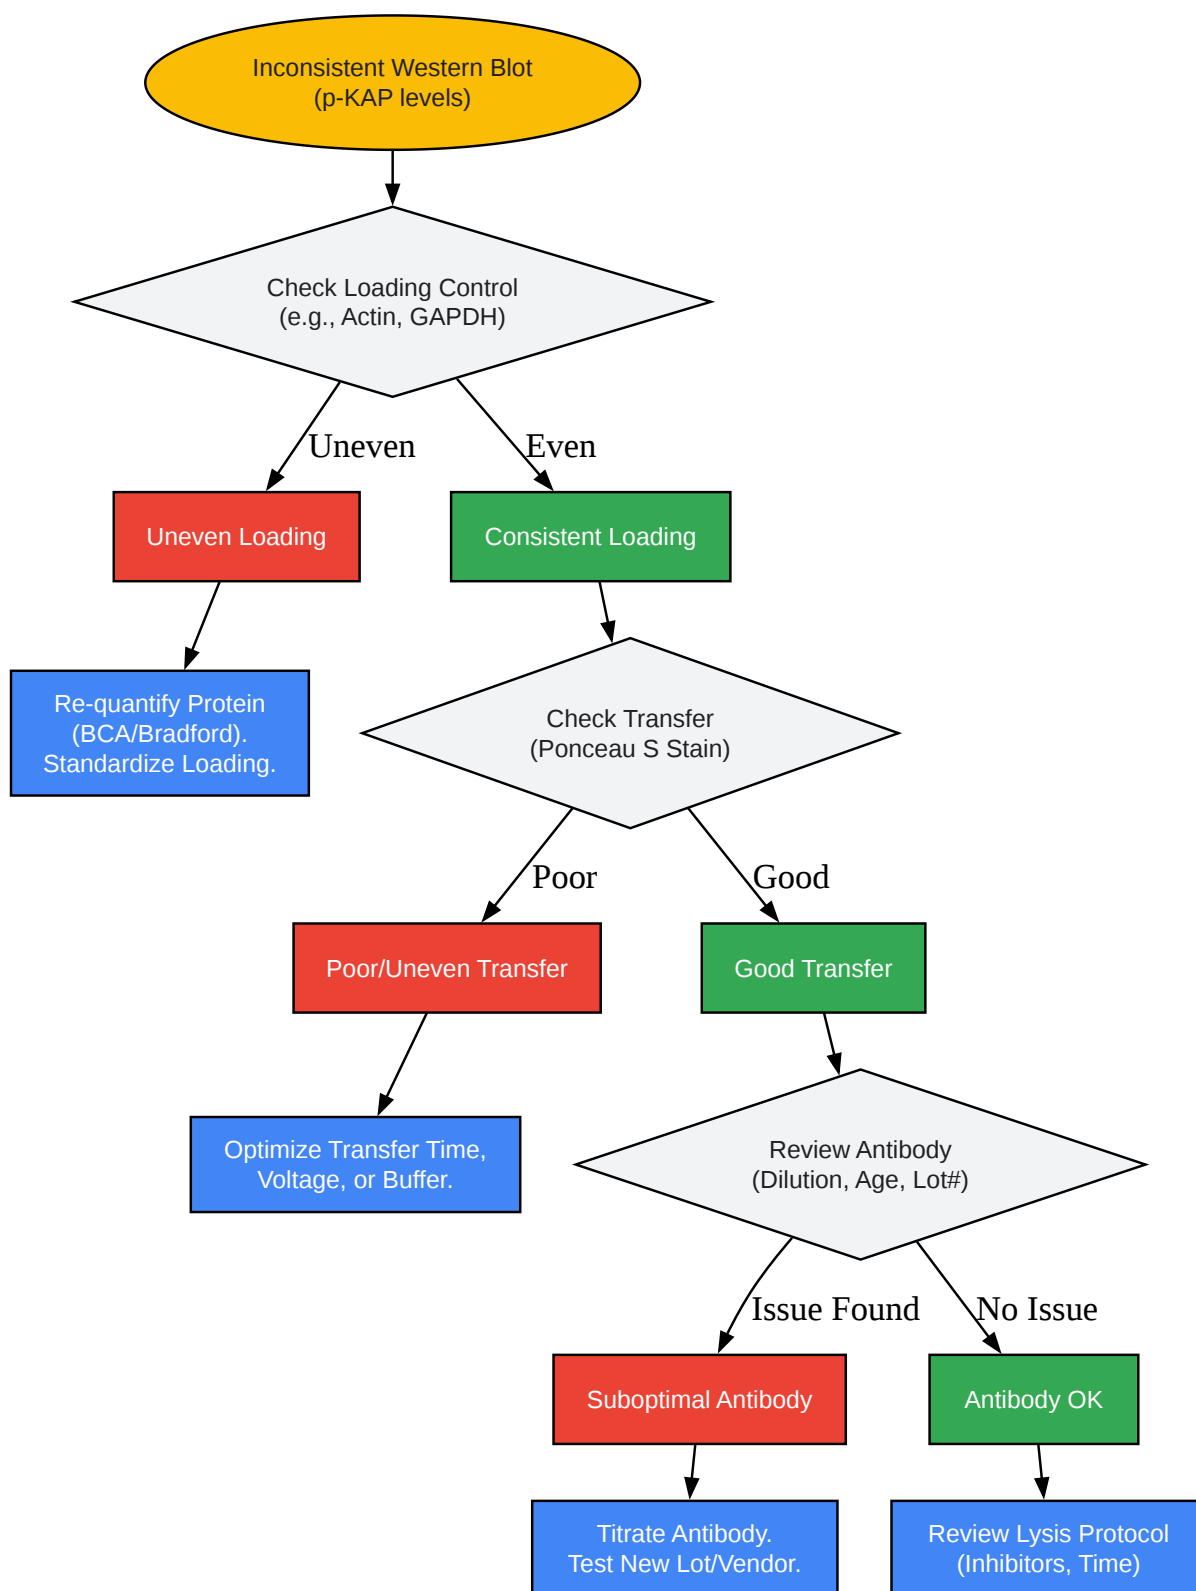 Inconsistent Western Blot
(p-KAP levels)
Check Loading Control
(e.g., Actin, GAPDH)
Uneven
Even
Uneven Loading
Consistent Loading
Re-quantify Protein
(BCA/Bradford).
Standardize Loading.
Check Transfer
(Ponceau S Stain)
Poor
Good
Poor/Uneven Transfer
Good Transfer
Optimize Transfer Time,
Voltage, or Buffer.
Review Antibody
(Dilution, Age, Lot#)
Issue Found
No Issue
Suboptimal Antibody
Antibody OK
Titrate Antibody.
Test New Lot/Vendor.
Review Lysis Protocol
(Inhibitors, Time)